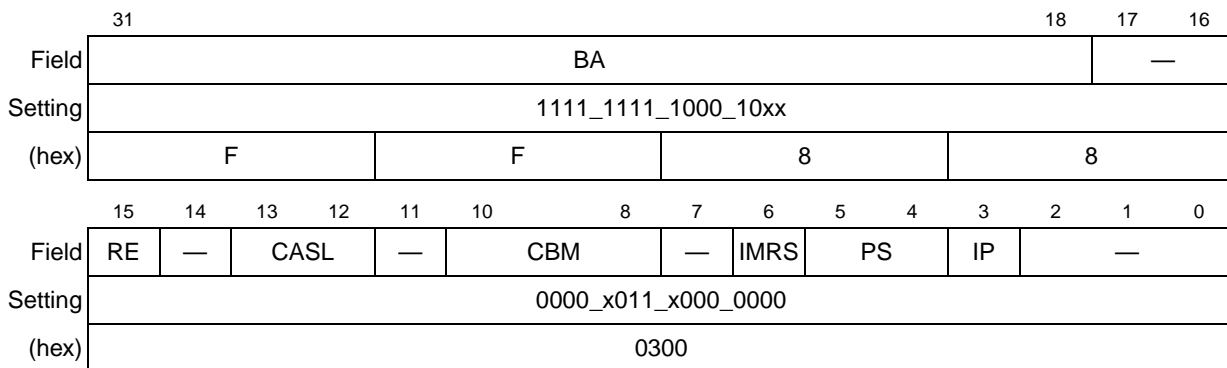 31 18 17 16
Field BA —
Setting 1111_1111_1000_10xx
(hex) F F 8 8
15 14 13 12 11 10 8 7 6 5 4 3 2 1 0
Field RE — CASL — CBM — IMRS PS IP —
Setting 0000_x011_x000_0000
(hex) 0300